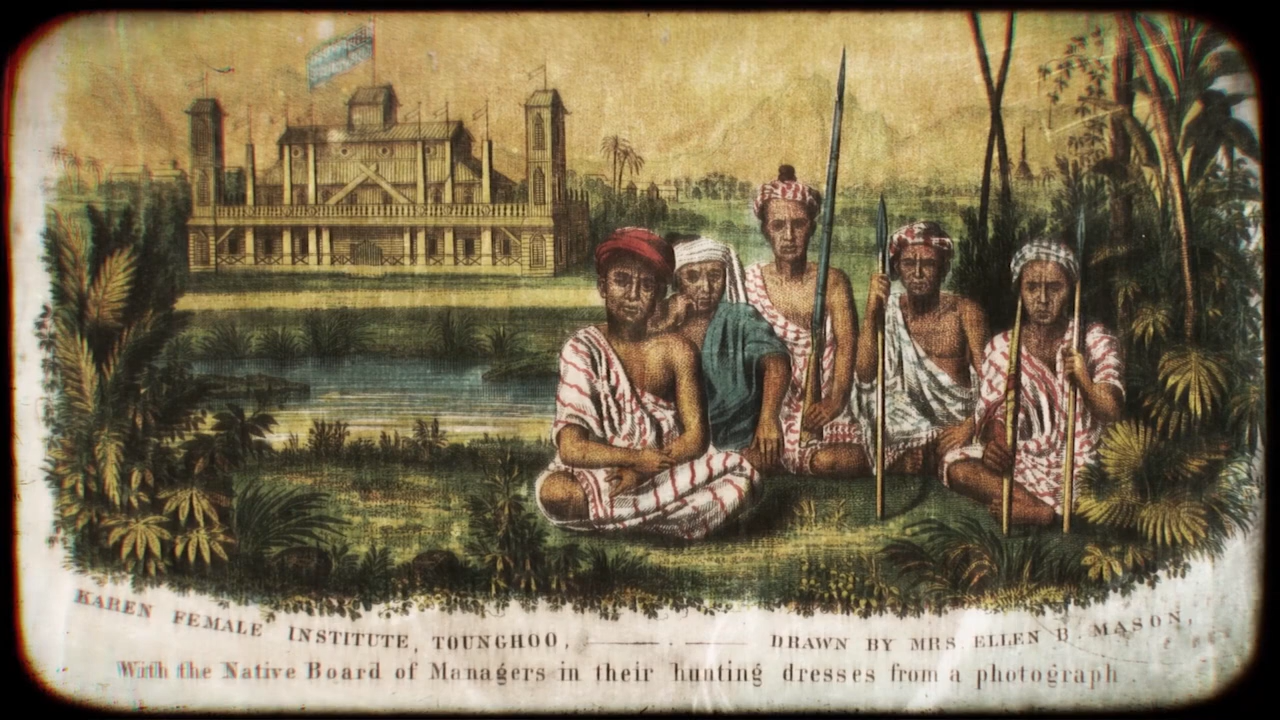 KAREN FEMALE INSTITUTE, TOUNGHOO, DRAWN BY MRS. ELLEN B. MASON,
With the Native Board of Managers in their hunting dresses from a photograph